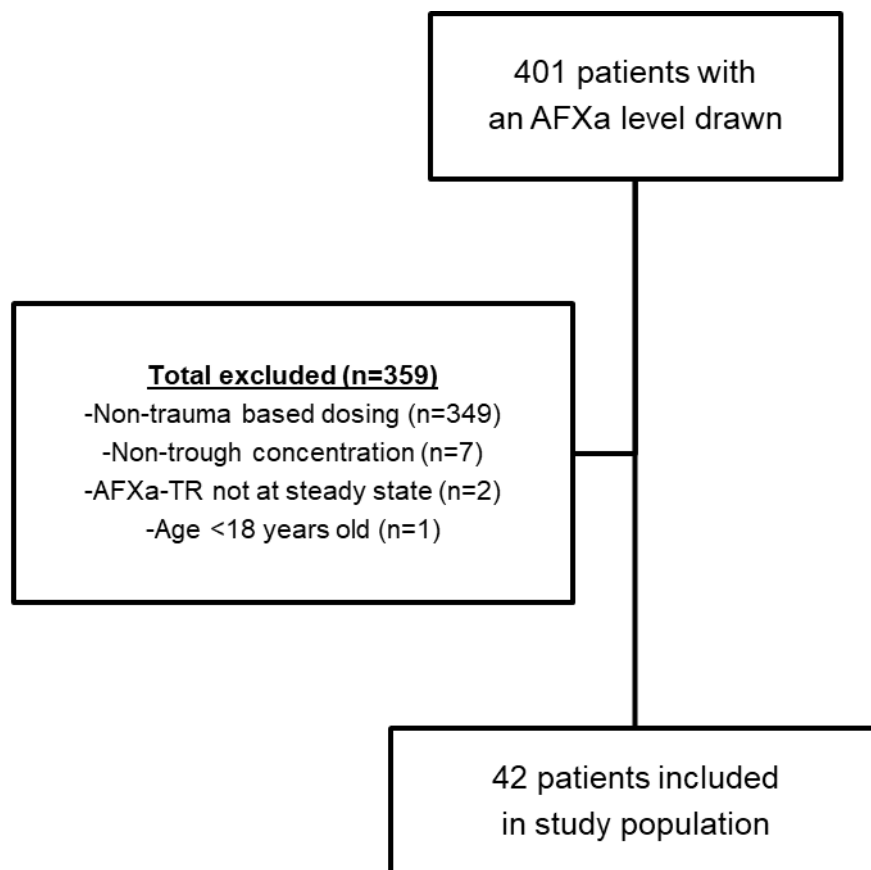 401 patients with
an AFXa level drawn
Total excluded (n=359)
-Non-trauma based dosing (n=349)
-Non-trough concentration (n=7)
-AFXa-TR not at steady state (n=2)
-Age <18 years old (n=1)
42 patients included
in study population